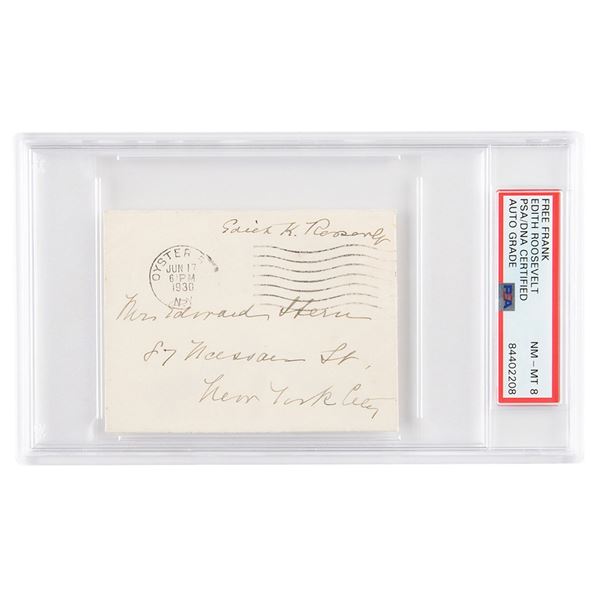 Edith K. Roosevelt
OYSTER B
JUN 17
6 PM
1930
N.Y.
Mrs Edward Stern
87 Nassau St,
New York City
FREE FRANK
EDITH ROOSEVELT
PSA/DNA CERTIFIED
AUTO GRADE
PSA
NM-MT 8
84402208